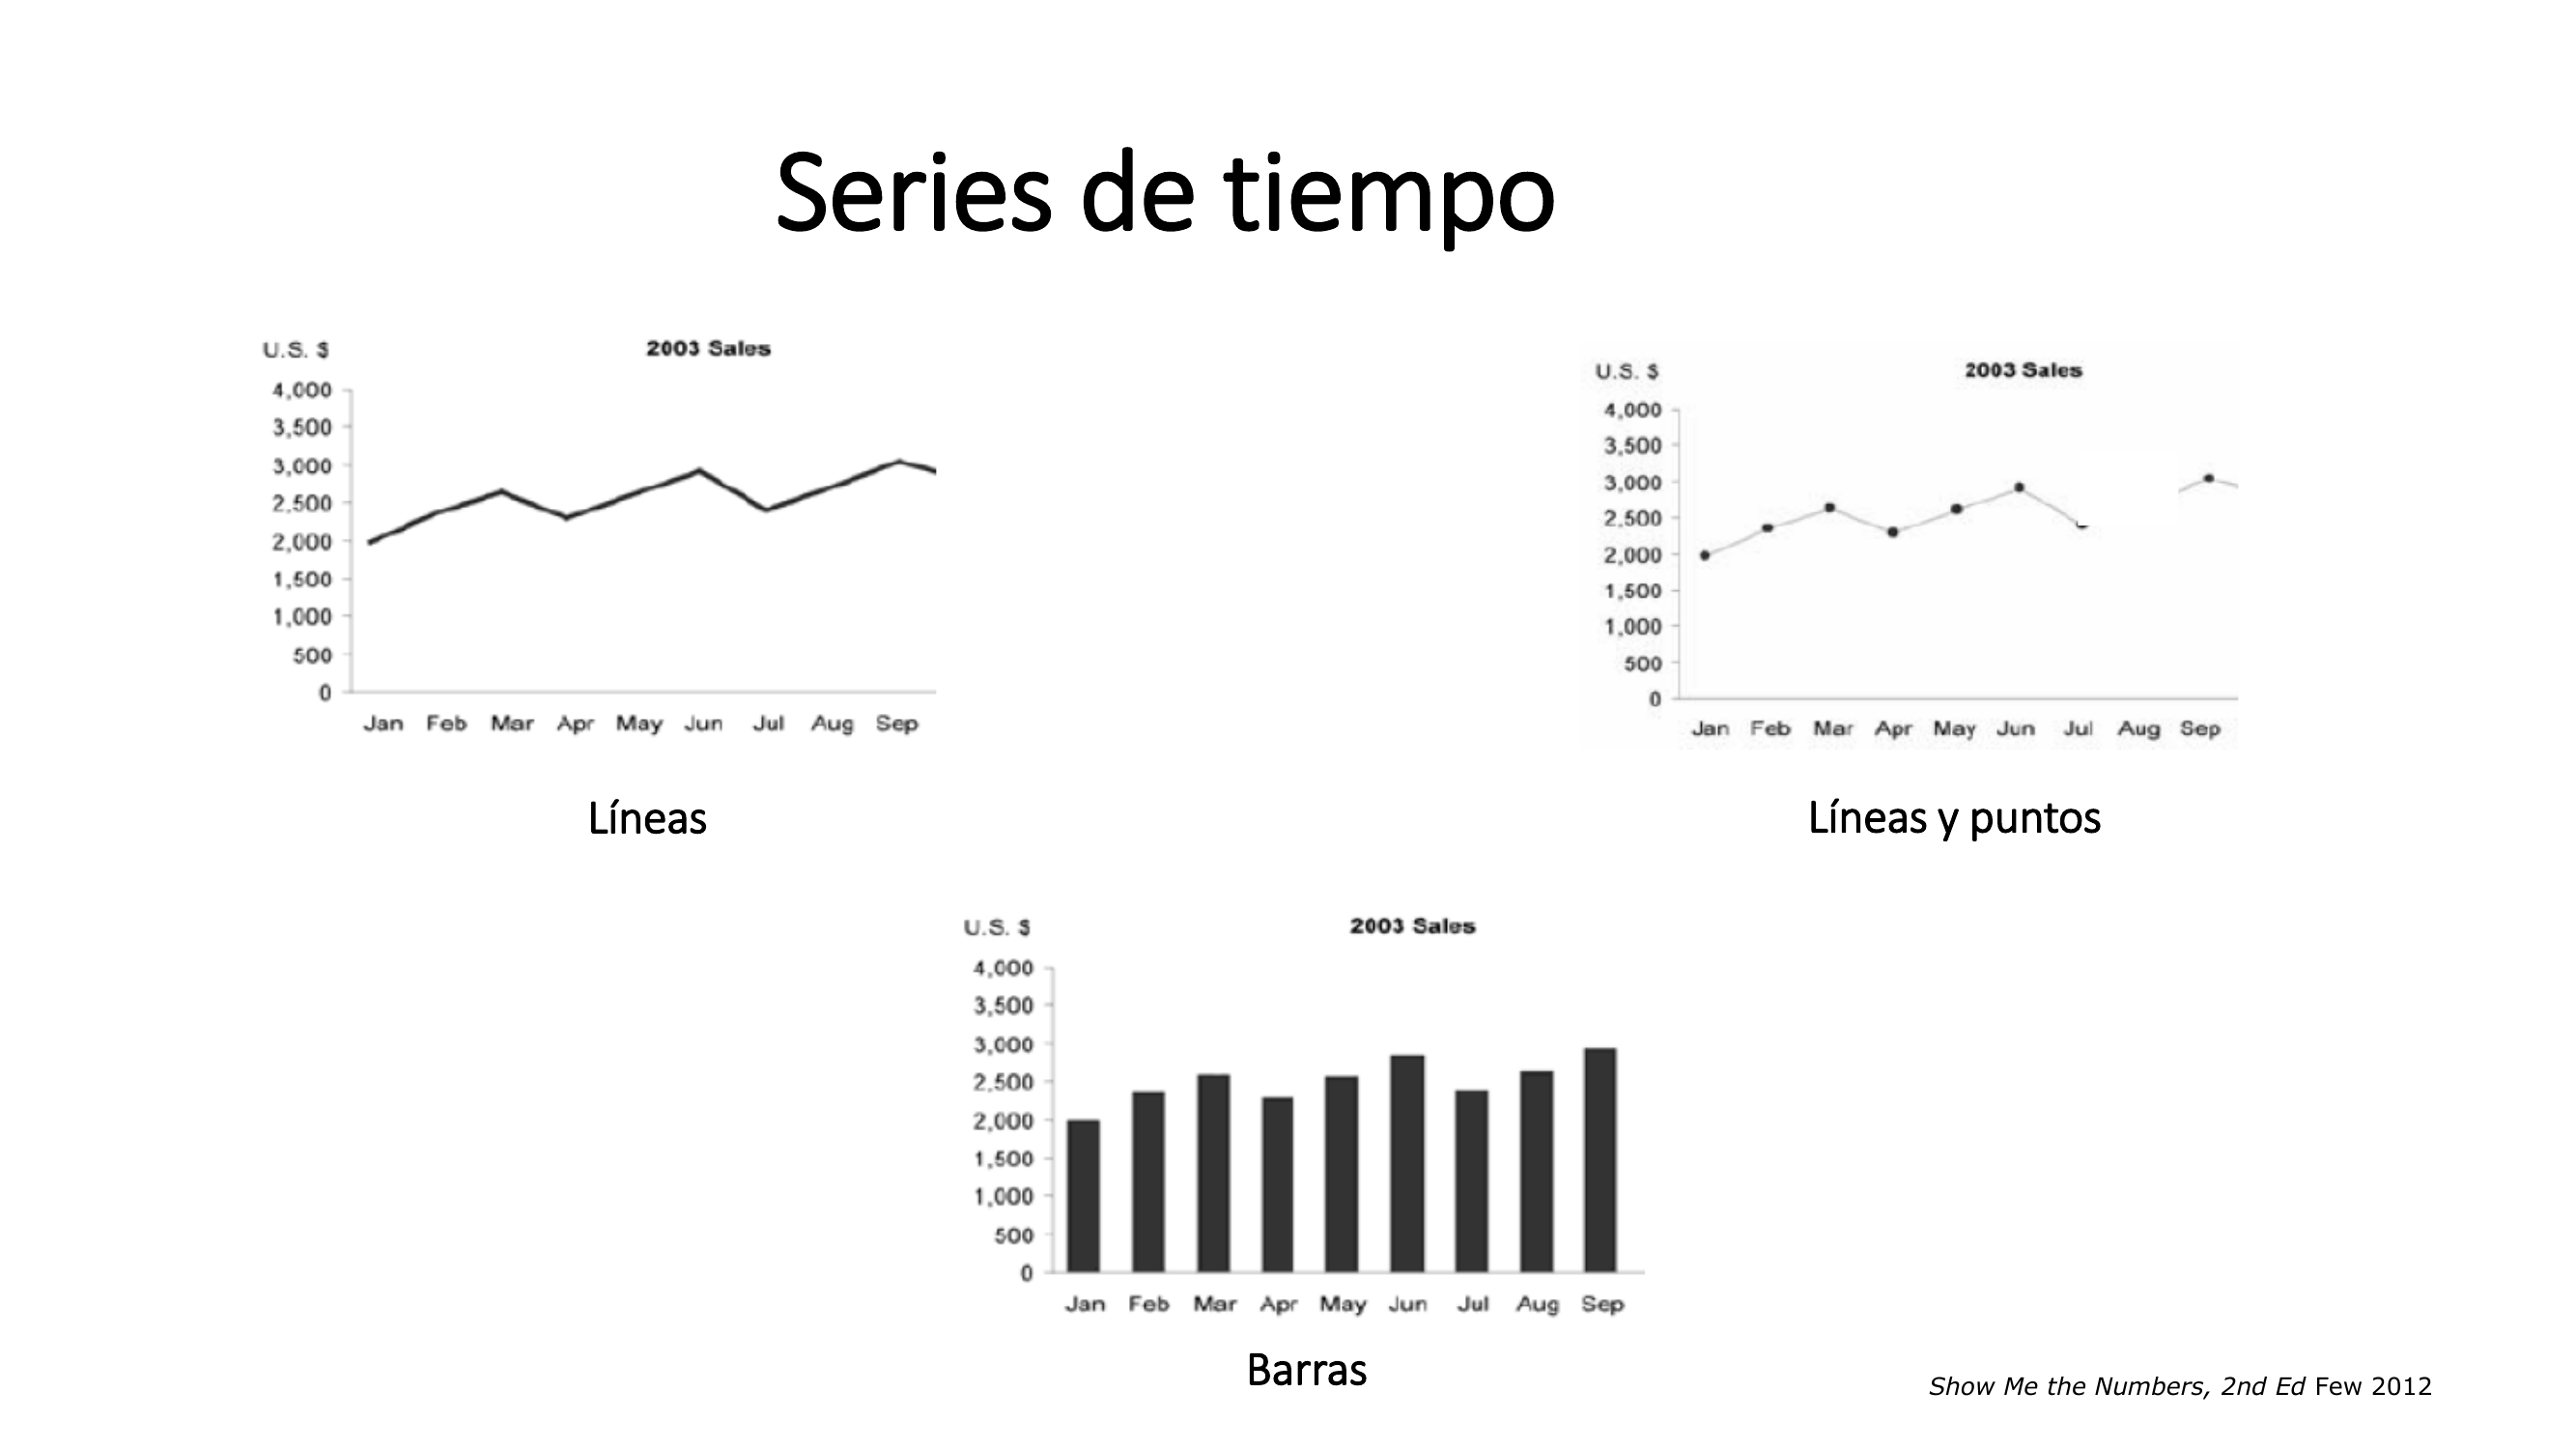 Series de tiempo
U.S. $
2003 Sales
4,000
3,500
3,000
2,500
2,000
1,500
1,000
500
0
Jan Feb Mar Apr May Jun Jul Aug Sep
Líneas
U.S. $
2003 Sales
4,000
3,500
3,000
2,500
2,000
1,500
1,000
500
0
Jan Feb Mar Apr May Jun Jul Aug Sep
Líneas y puntos
U.S. $
2003 Sales
4,000
3,500
3,000
2,500
2,000
1,500
1,000
500
0
Jan Feb Mar Apr May Jun Jul Aug Sep
Barras
Show Me the Numbers, 2nd Ed Few 2012